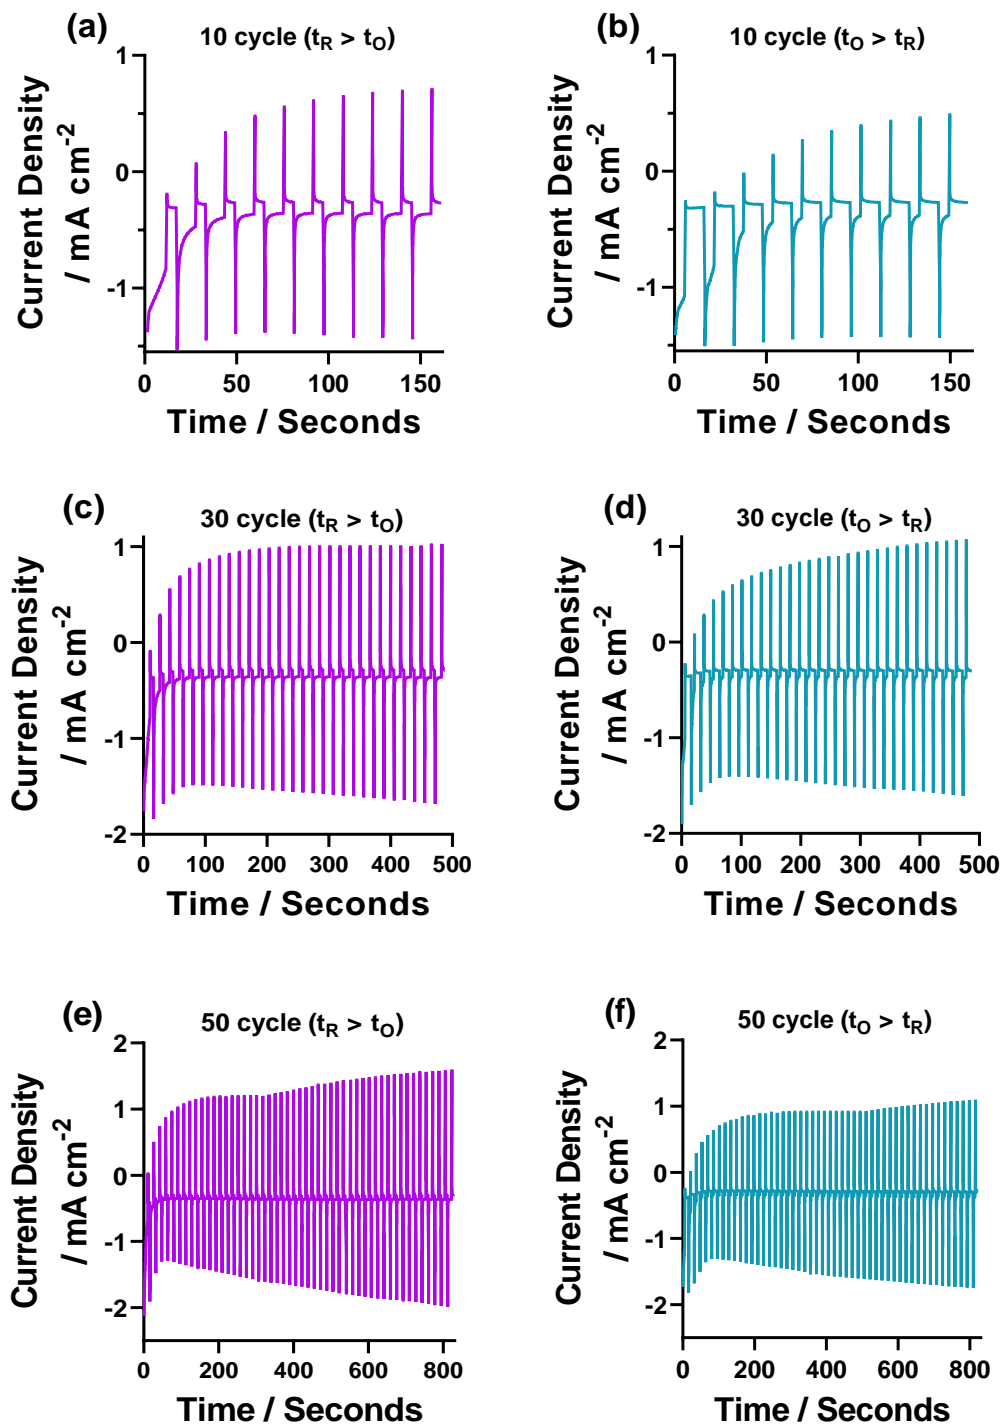 (a)
10 cycle (tR > tO)
Current Density
/ mA cm-2
1
0
-1
0 50 100 150
Time / Seconds
(b)
10 cycle (tO > tR)
Current Density
/ mA cm-2
1
0
-1
0 50 100 150
Time / Seconds
(c)
30 cycle (tR > tO)
Current Density
/ mA cm-2
1
0
-1
-2
0 100 200 300 400 500
Time / Seconds
(d)
30 cycle (tO > tR)
Current Density
/ mA cm-2
1
0
-1
-2
0 100 200 300 400 500
Time / Seconds
(e)
50 cycle (tR > tO)
Current Density
/ mA cm-2
2
1
0
-1
-2
0 200 400 600 800
Time / Seconds
(f)
50 cycle (tO > tR)
Current Density
/ mA cm-2
2
1
0
-1
-2
0 200 400 600 800
Time / Seconds